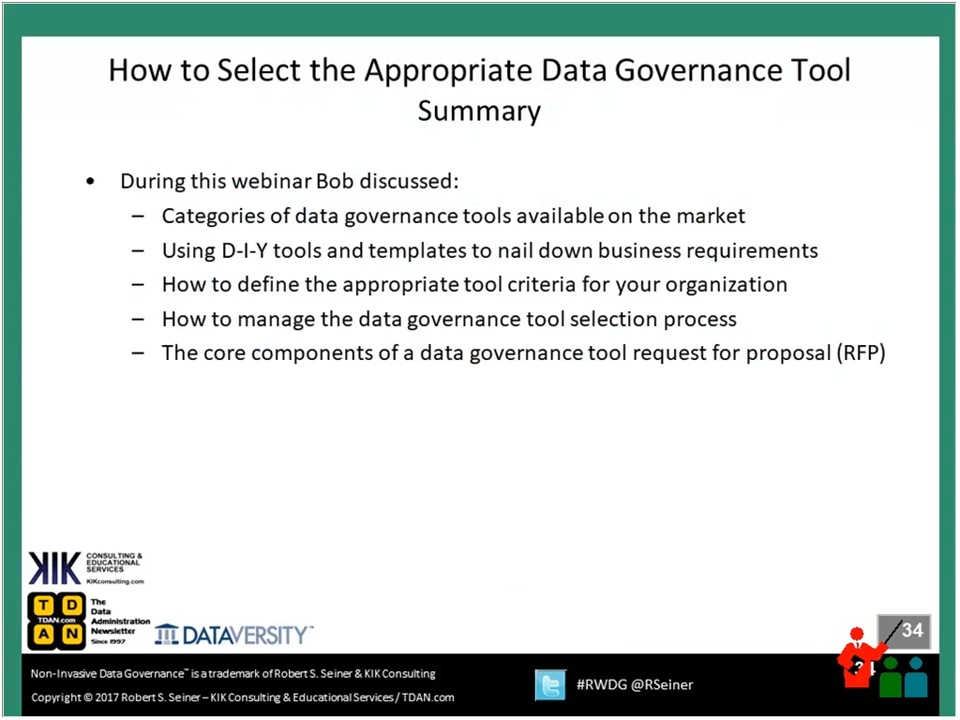 How to Select the Appropriate Data Governance Tool
Summary
• During this webinar Bob discussed:
– Categories of data governance tools available on the market
– Using D-I-Y tools and templates to nail down business requirements
– How to define the appropriate tool criteria for your organization
– How to manage the data governance tool selection process
– The core components of a data governance tool request for proposal (RFP)
KIK
CONSULTING &
EDUCATIONAL
SERVICES
KIKconsulting.com
T D
TDAN.com
A N
The
Data
Administration
Newsletter
Since 1997
DATAVERSITY™
34
34
Non-Invasive Data Governance™ is a trademark of Robert S. Seiner & KIK Consulting
Copyright © 2017 Robert S. Seiner – KIK Consulting & Educational Services / TDAN.com
#RWDG @RSeiner